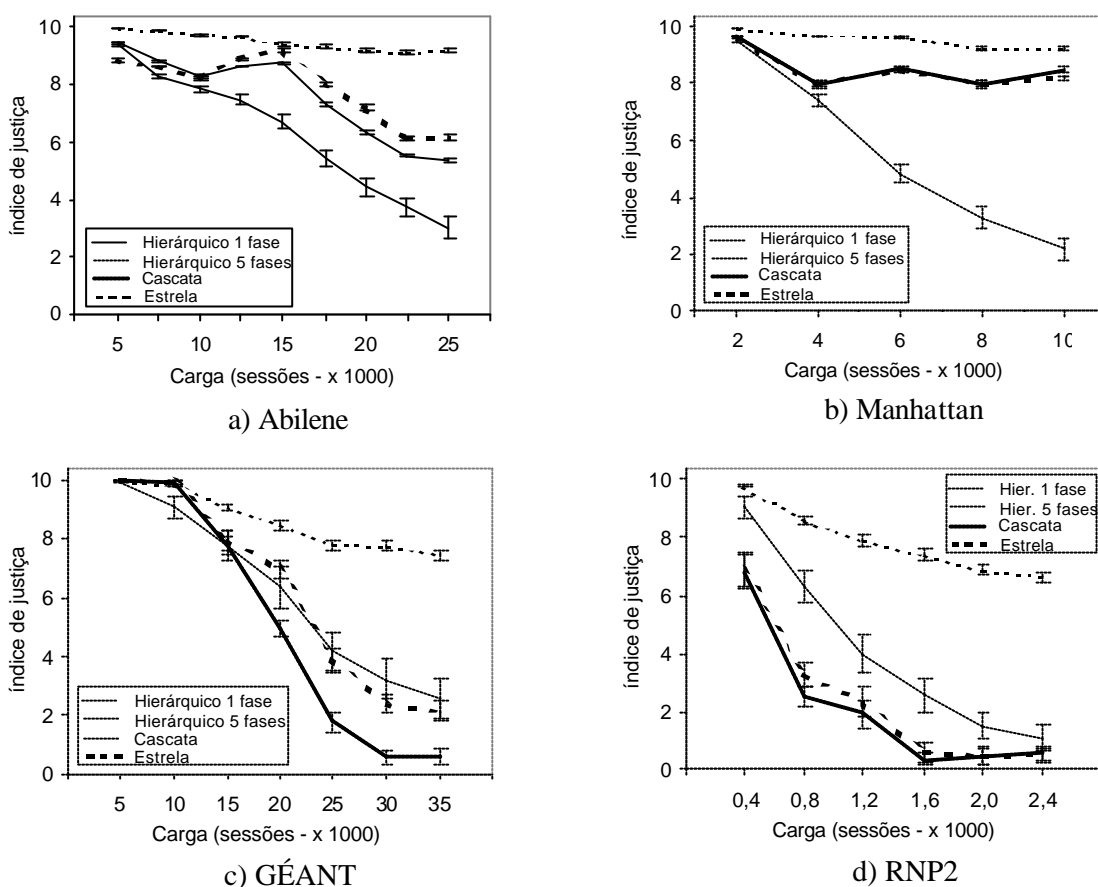 10
8
6
4
2
0
índice de justiça
Hierárquico 1 fase
Hierárquico 5 fases
Cascata
Estrela
5 10 15 20 25
Carga (sessões - x 1000)
a) Abilene
10
8
6
4
2
0
índice de justiça
Hierárquico 1 fase
Hierárquico 5 fases
Cascata
Estrela
2 4 6 8 10
Carga (sessões - x 1000)
b) Manhattan
10
8
6
4
2
0
índice de justiça
Hierárquico 1 fase
Hierárquico 5 fases
Cascata
Estrela
5 10 15 20 25 30 35
Carga (sessões - x 1000)
c) GÉANT
10
8
6
4
2
0
índice de justiça
Hier. 1 fase
Hier. 5 fases
Cascata
Estrela
0,4 0,8 1,2 1,6 2,0 2,4
Carga (sessões - x 1000)
d) RNP2